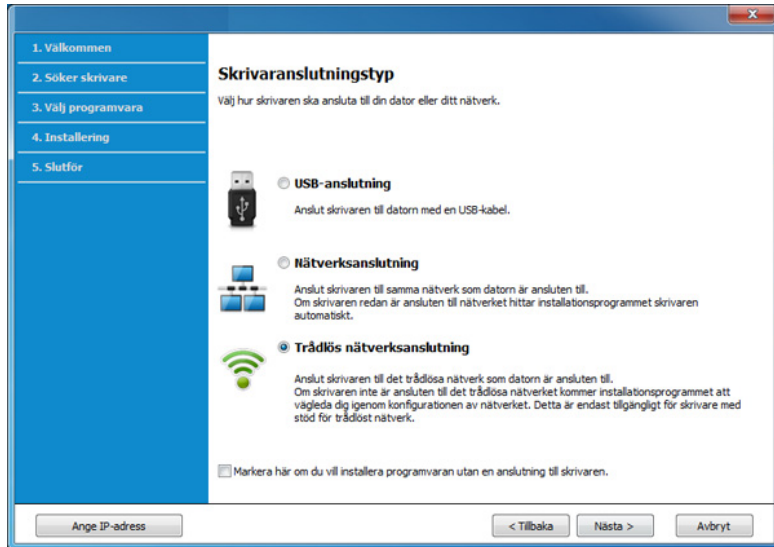 1. Välkommen
2. Söker skrivare
3. Välj programvara
4. Installering
5. Slutför
Skrivaranslutningstyp
Välj hur skrivaren ska ansluta till din dator eller ditt nätverk.
USB-anslutning
Anslut skrivaren till datorn med en USB-kabel.
Nätverksanslutning
Anslut skrivaren till samma nätverk som datorn är ansluten till.
Om skrivaren redan är ansluten till nätverket hittar installationsprogrammet skrivaren
automatiskt.
Trådlös nätverksanslutning
Anslut skrivaren till det trådlösa nätverk som datorn är ansluten till.
Om skrivaren inte är ansluten till det trådlösa nätverket kommer installationsprogrammet att
vägleda dig igenom konfigurationen av nätverket. Detta är endast tillgängligt för skrivare med
stöd för trådlöst nätverk.
Markera här om du vill installera programvaran utan en anslutning till skrivaren.
Ange IP-adress
< Tillbaka
Nästa >
Avbryt